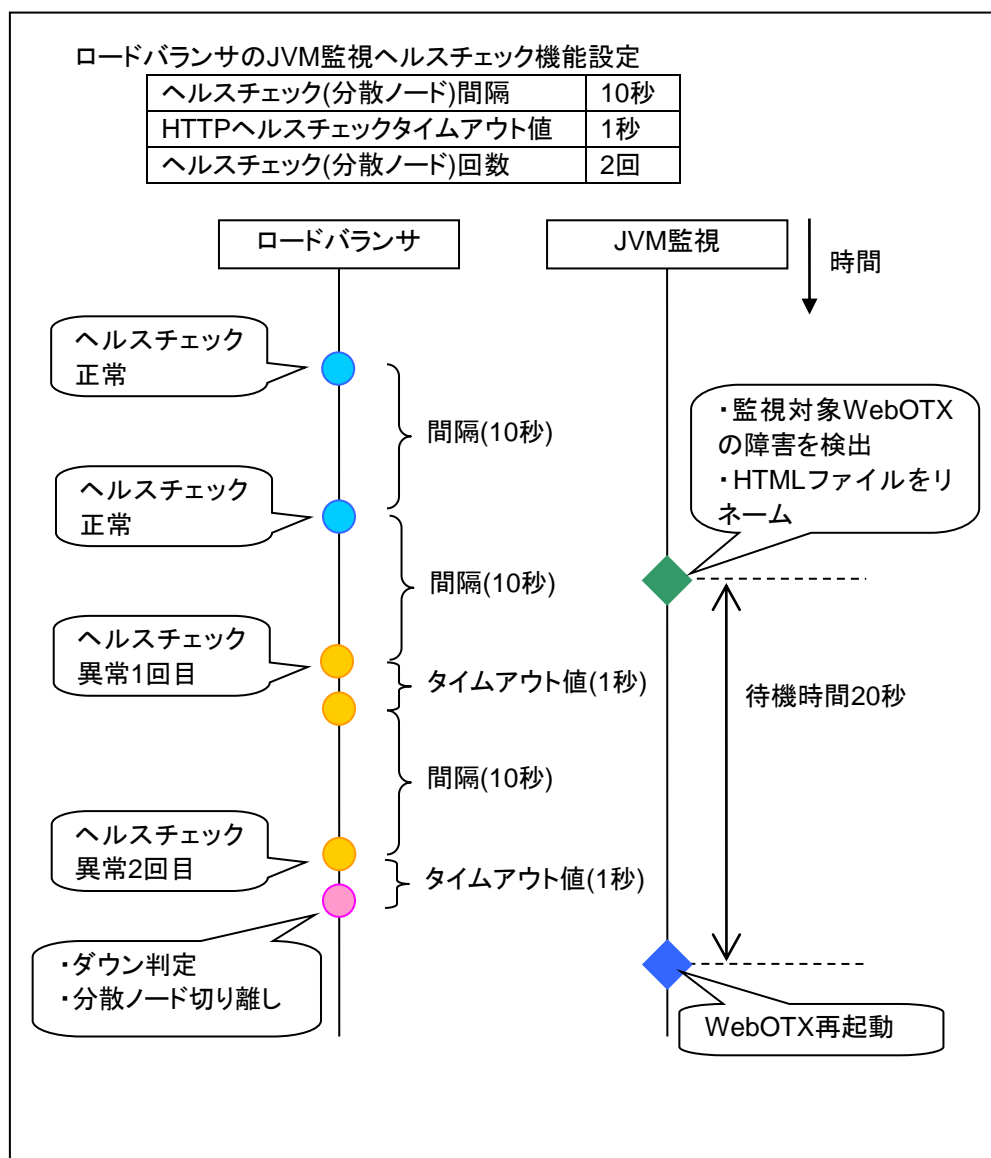 ロードバランサのJVM監視ヘルスチェック機能設定
ヘルスチェック(分散ノード)間隔 10秒
HTTPヘルスチェックタイムアウト値 1秒
ヘルスチェック(分散ノード)回数 2回
ロードバランサ
JVM監視
時間
ヘルスチェック
正常
間隔(10秒)
・監視対象WebOTX
の障害を検出
・HTMLファイルをリ
ネーム
ヘルスチェック
正常
間隔(10秒)
ヘルスチェック
異常1回目
タイムアウト値(1秒)
待機時間20秒
間隔(10秒)
ヘルスチェック
異常2回目
タイムアウト値(1秒)
・ダウン判定
・分散ノード切り離し
WebOTX再起動